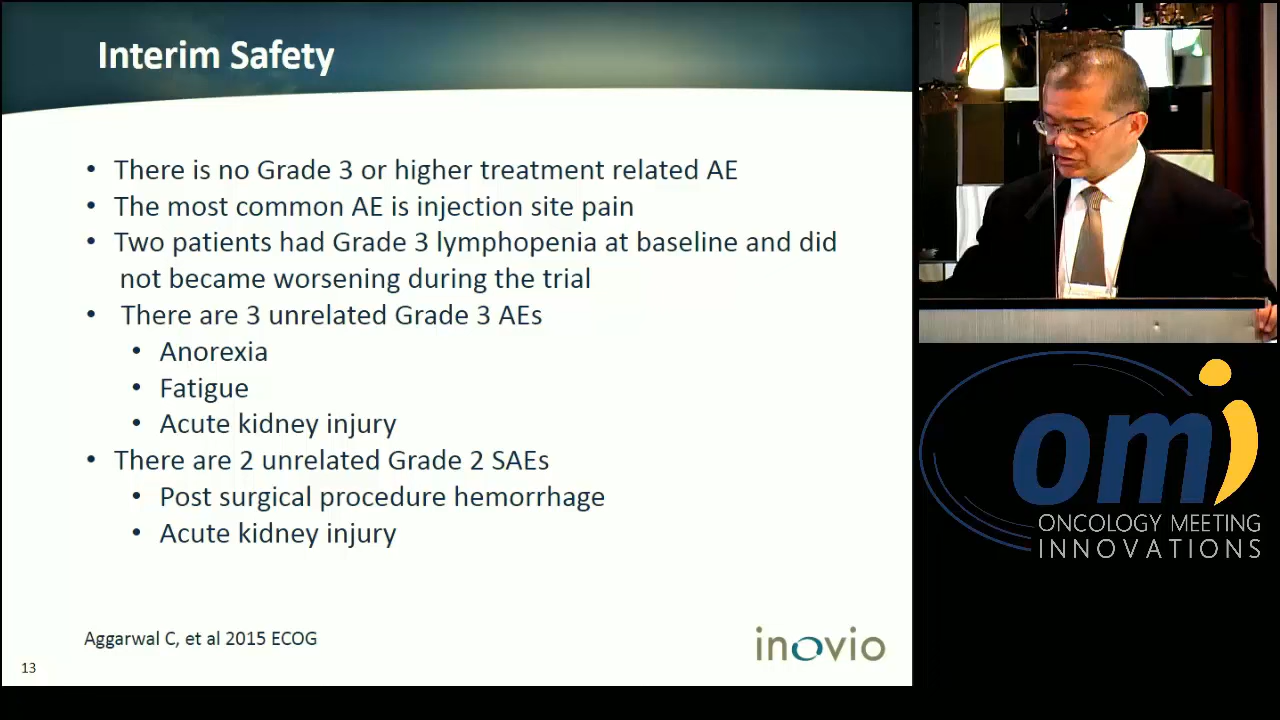 Interim Safety
• There is no Grade 3 or higher treatment related AE
• The most common AE is injection site pain
• Two patients had Grade 3 lymphopenia at baseline and did
not became worsening during the trial
• There are 3 unrelated Grade 3 AEs
• Anorexia
• Fatigue
• Acute kidney injury
• There are 2 unrelated Grade 2 SAEs
• Post surgical procedure hemorrhage
• Acute kidney injury
Aggarwal C, et al 2015 ECOG
inovio
13
omi
ONCOLOGY MEETING
INNOVATIONS